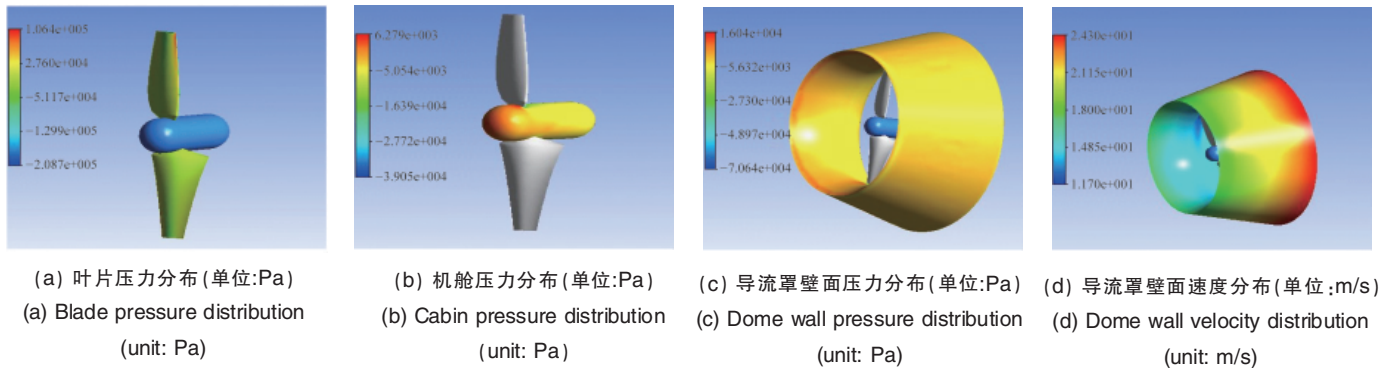 1.064e+005
2.760e+004
−5.117e+004
−1.299e+005
−2.087e+005
(a) 叶片压力分布(单位:Pa)
(a) Blade pressure distribution
(unit: Pa)
6.279e+003
−5.054e+003
−1.639e+004
−2.772e+004
−3.905e+004
(b) 机舱压力分布(单位:Pa)
(b) Cabin pressure distribution
(unit: Pa)
1.604e+004
−5.632e+003
−2.730e+004
−4.897e+004
−7.064e+004
(c) 导流罩壁面压力分布(单位:Pa)
(c) Dome wall pressure distribution
(unit: Pa)
2.430e+001
2.115e+001
1.800e+001
1.485e+001
1.170e+001
(d) 导流罩壁面速度分布(单位:m/s)
(d) Dome wall velocity distribution
(unit: m/s)